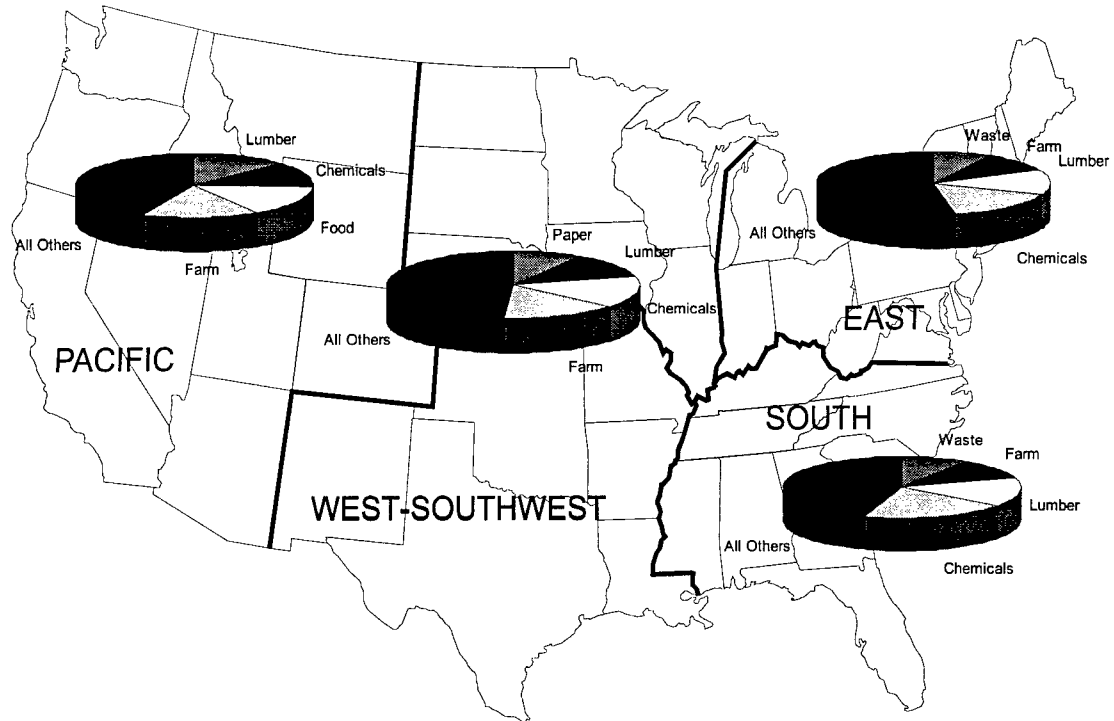 Lumber
Chemicals
Food
Farm
All Others
PACIFIC
Paper
Lumber
Chemicals
Farm
All Others
WEST-SOUTHWEST
Waste
Farm
Lumber
Chemicals
All Others
EAST
SOUTH
Waste
Farm
Lumber
Chemicals
All Others